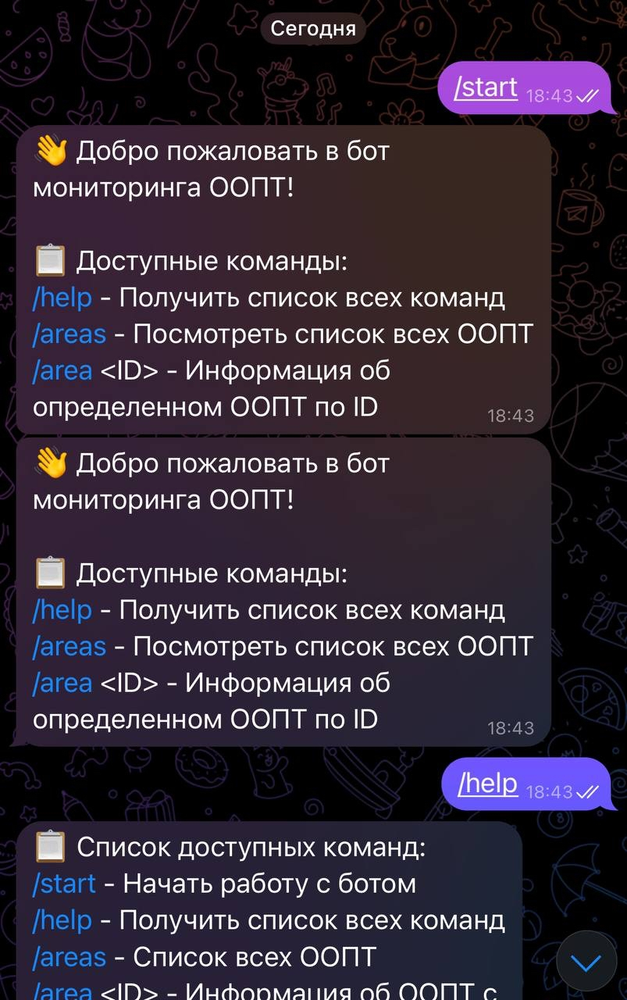 Сегодня
/start 18:43
👋 Добро пожаловать в бот
мониторинга ООПТ!
📋 Доступные команды:
/help - Получить список всех команд
/areas - Посмотреть список всех ООПТ
/area <ID> - Информация об
определенном ООПТ по ID
18:43
👋 Добро пожаловать в бот
мониторинга ООПТ!
📋 Доступные команды:
/help - Получить список всех команд
/areas - Посмотреть список всех ООПТ
/area <ID> - Информация об
определенном ООПТ по ID
18:43
/help 18:43
📋 Список доступных команд:
/start - Начать работу с ботом
/help - Получить список всех команд
/areas - Список всех ООПТ
/area <ID> - Информация об ООПТ с